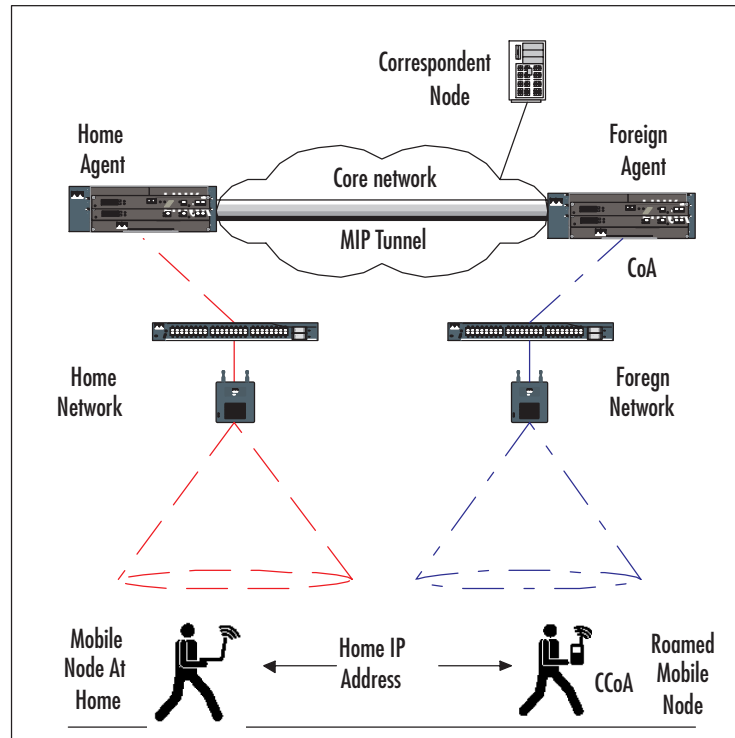 Correspondent
Node
Home
Agent
Foreign
Agent
Core network
MIP Tunnel
CoA
Home
Network
Foregn
Network
Mobile
Node At
Home
Home IP
Address
CCoA
Roamed
Mobile
Node